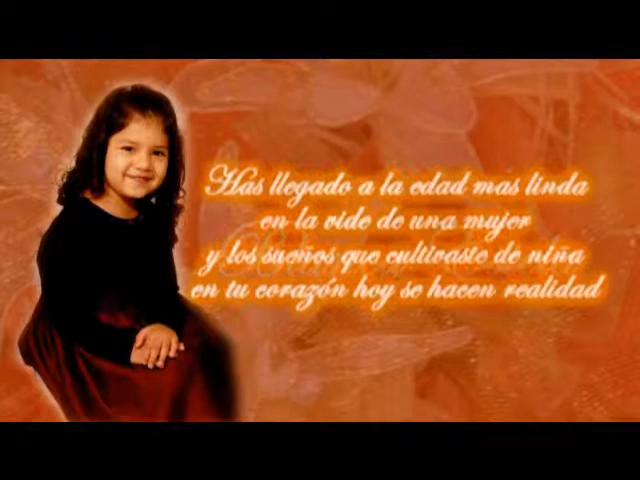 Has llegado a la edad mas linda
en la vide de una mujer
y los sueños que cultivaste de niña
en tu corazón hoy se hacen realidad